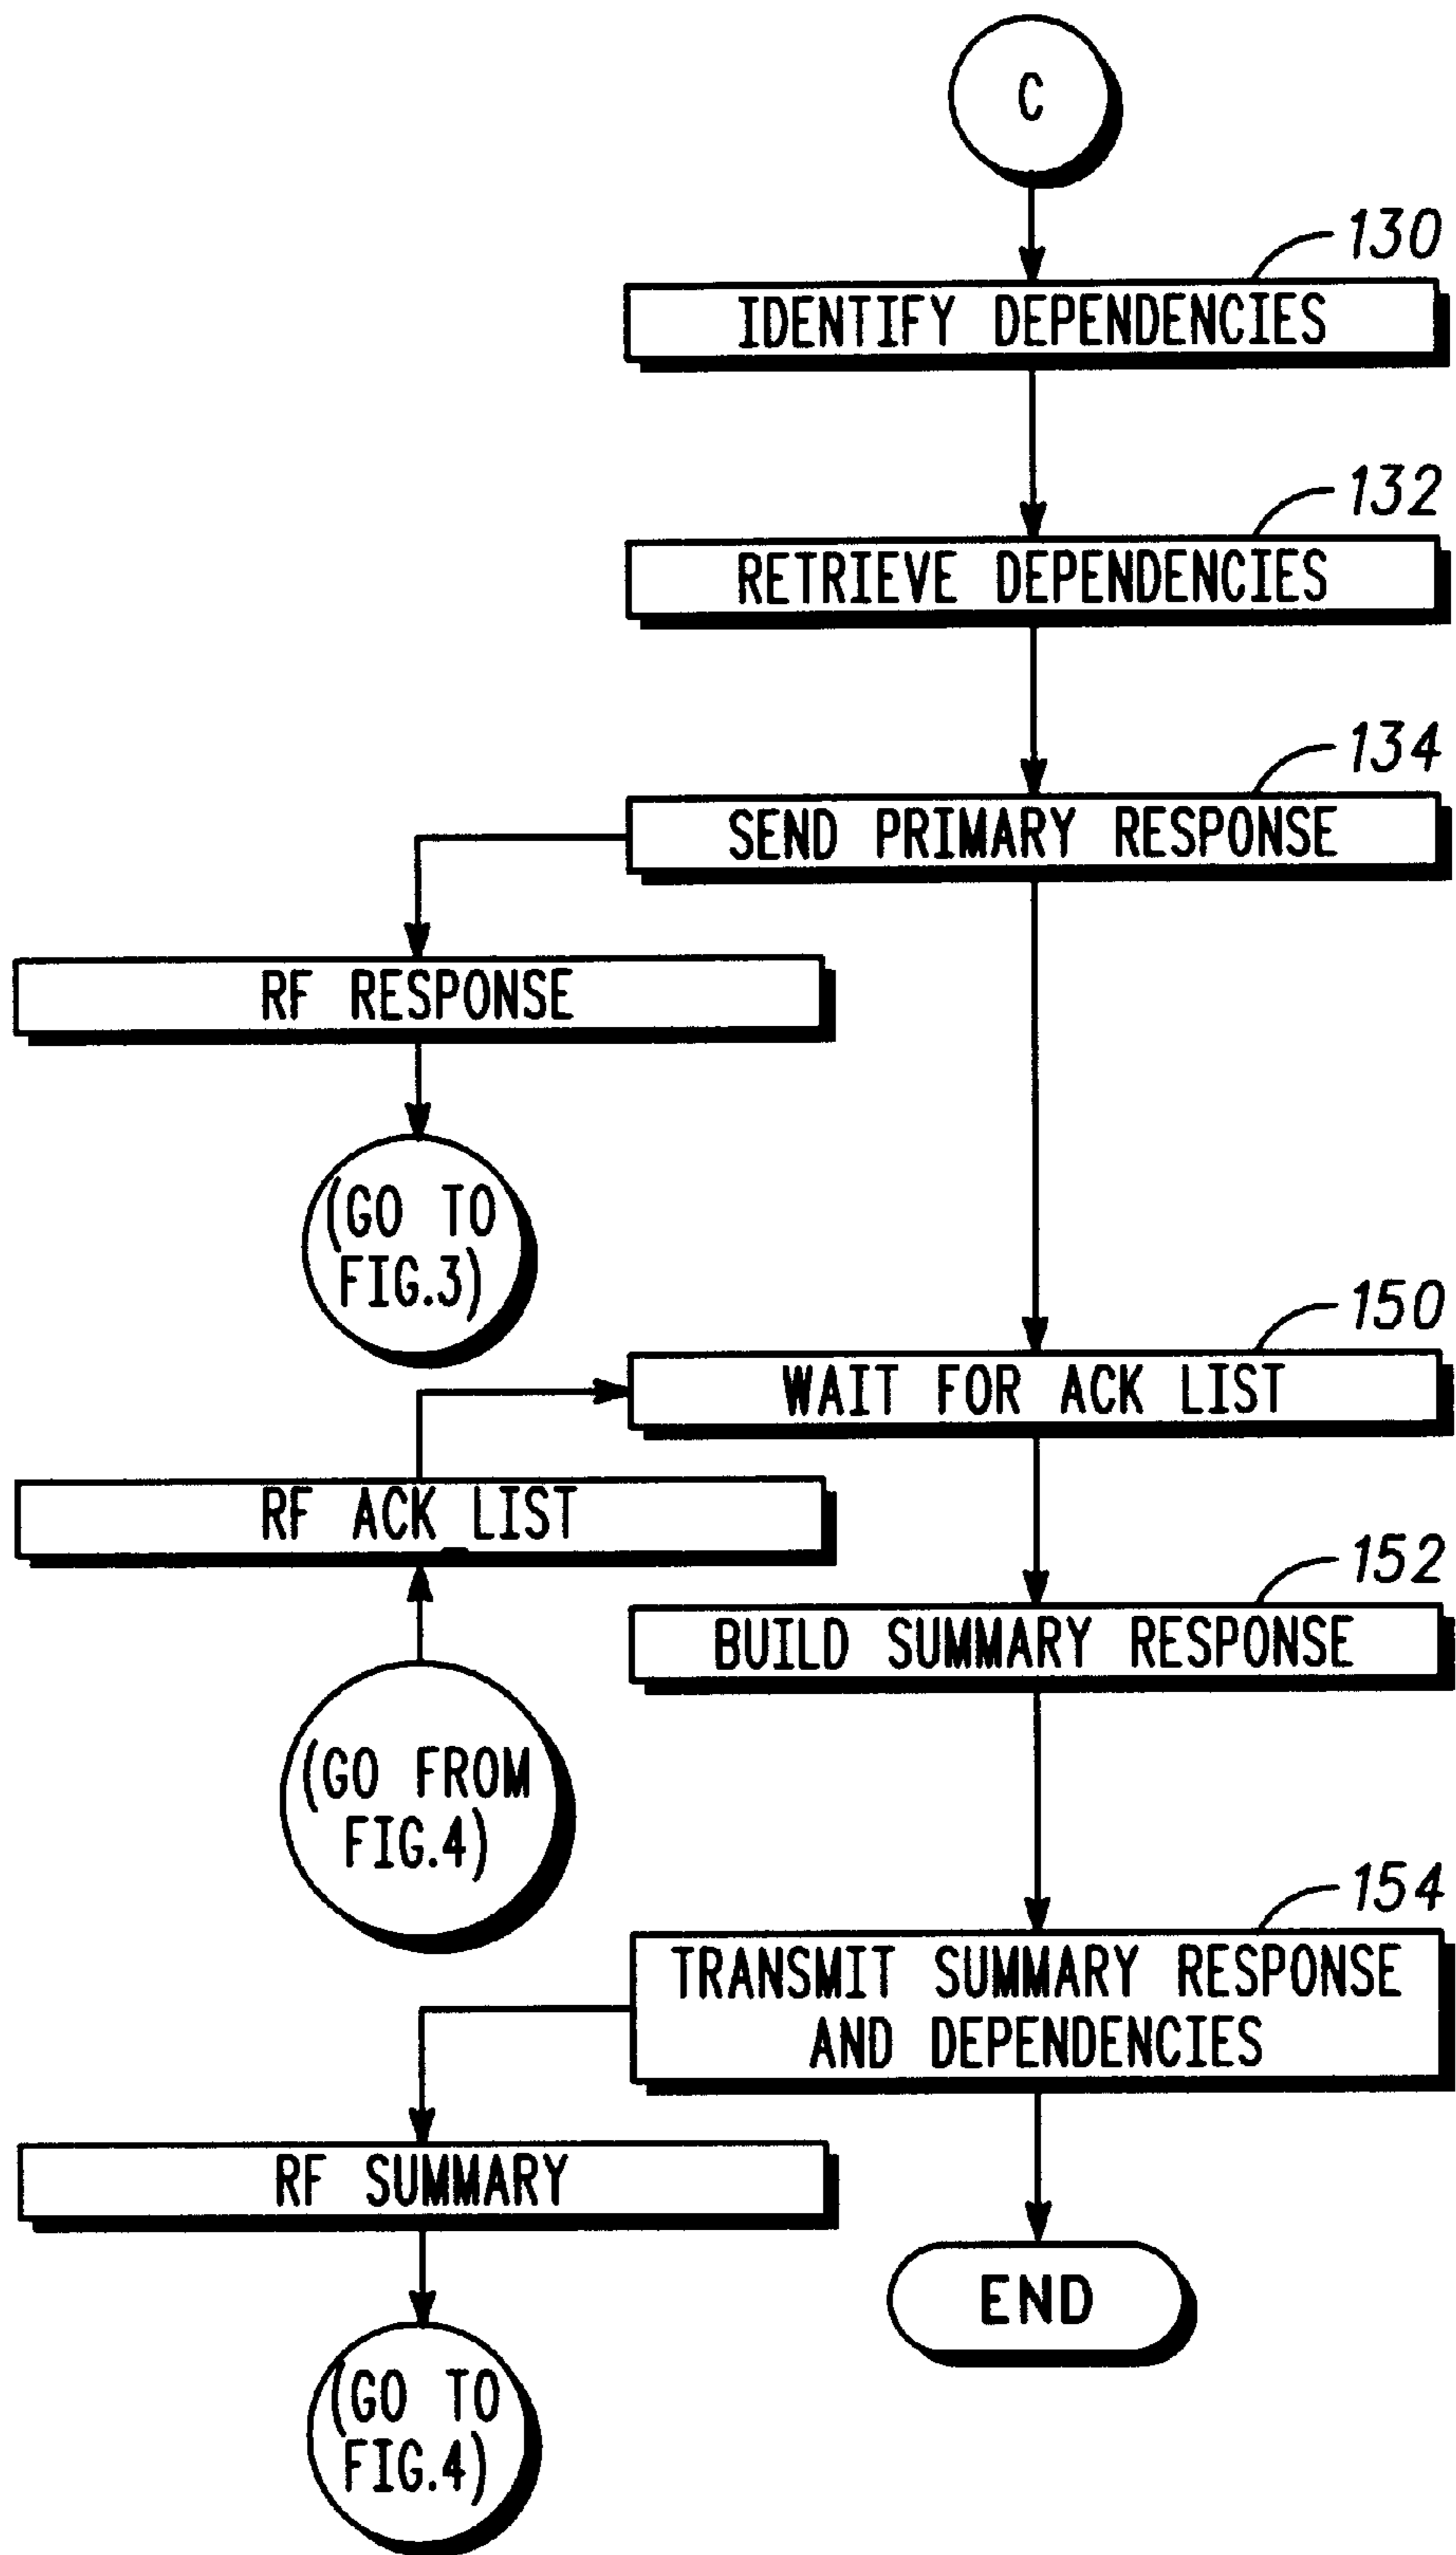 C
130
IDENTIFY DEPENDENCIES
132
RETRIEVE DEPENDENCIES
134
SEND PRIMARY RESPONSE
RF RESPONSE
(GO TO
FIG.3)
150
WAIT FOR ACK LIST
RF ACK LIST
152
BUILD SUMMARY RESPONSE
(GO FROM
FIG.4)
154
TRANSMIT SUMMARY RESPONSE
AND DEPENDENCIES
RF SUMMARY
END
(GO TO
FIG.4)